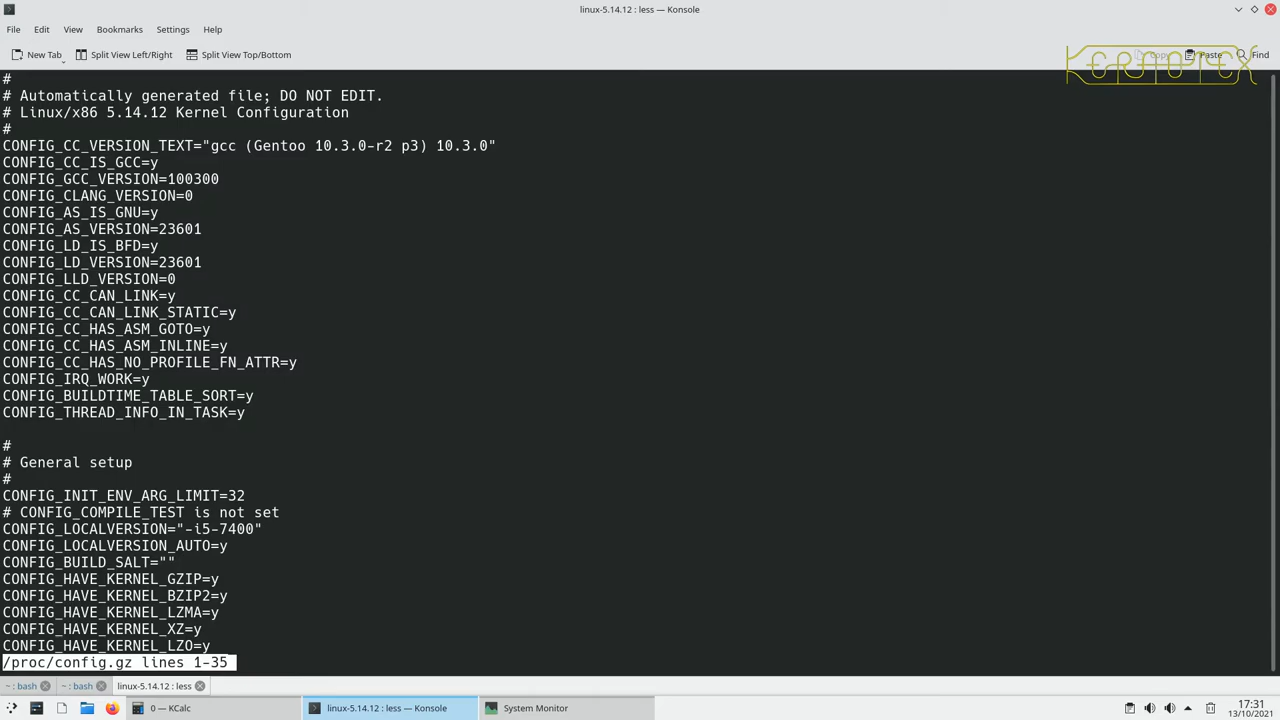 linux-5.14.12 : less — Konsole
File Edit View Bookmarks Settings Help
New Tab Split View Left/Right Split View Top/Bottom Copy Paste Find
KERAPLEX
#
# Automatically generated file; DO NOT EDIT.
# Linux/x86 5.14.12 Kernel Configuration
#
CONFIG_CC_VERSION_TEXT="gcc (Gentoo 10.3.0-r2 p3) 10.3.0"
CONFIG_CC_IS_GCC=y
CONFIG_GCC_VERSION=100300
CONFIG_CLANG_VERSION=0
CONFIG_AS_IS_GNU=y
CONFIG_AS_VERSION=23601
CONFIG_LD_IS_BFD=y
CONFIG_LD_VERSION=23601
CONFIG_LLD_VERSION=0
CONFIG_CC_CAN_LINK=y
CONFIG_CC_CAN_LINK_STATIC=y
CONFIG_CC_HAS_ASM_GOTO=y
CONFIG_CC_HAS_ASM_INLINE=y
CONFIG_CC_HAS_NO_PROFILE_FN_ATTR=y
CONFIG_IRQ_WORK=y
CONFIG_BUILDTIME_TABLE_SORT=y
CONFIG_THREAD_INFO_IN_TASK=y
#
# General setup
#
CONFIG_INIT_ENV_ARG_LIMIT=32
# CONFIG_COMPILE_TEST is not set
CONFIG_LOCALVERSION="-i5-7400"
CONFIG_LOCALVERSION_AUTO=y
CONFIG_BUILD_SALT=""
CONFIG_HAVE_KERNEL_GZIP=y
CONFIG_HAVE_KERNEL_BZIP2=y
CONFIG_HAVE_KERNEL_LZMA=y
CONFIG_HAVE_KERNEL_XZ=y
CONFIG_HAVE_KERNEL_LZO=y
/proc/config.gz lines 1-35
~ : bash ~ : bash linux-5.14.12 : less
0 — KCalc linux-5.14.12 : less — Konsole System Monitor 17:31
13/10/2021